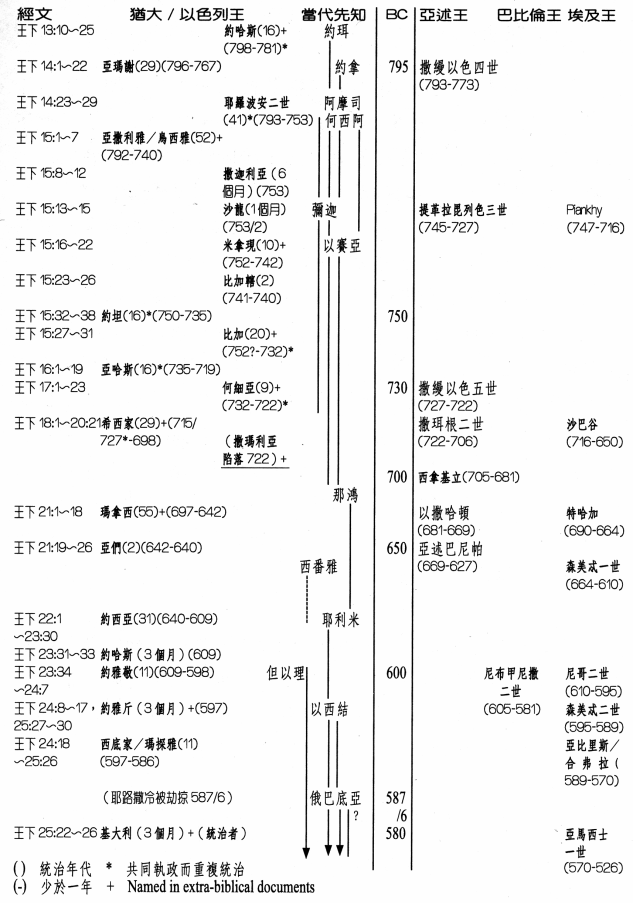 經文 猶大 / 以色列王 當代先知 BC 亞述王 巴比倫王 埃及王
王下 13:10~25 約哈斯(16)+ 約珥
(798-781)*
王下 14:1~22 亞瑪謝(29)(796-767) 約拿 795 撒縵以色四世
(793-773)
王下 14:23~29 耶羅波安二世 阿摩司
(41)*(793-753) 何西阿
王下 15:1~7 亞撒利雅／烏西雅(52)+
(792-740)
王下 15:8~12 撒迦利亞(6
個月)(753)
王下 15:13~15 沙龍(1個月) 彌迦 提革拉毘列色三世 Piankhy
(753/2) (745-727) (747-716)
王下 15:16~22 米拿現(10)+ 以賽亞
(752-742)
王下 15:23~26 比加轄(2)
(741-740)
王下 15:32~38 約坦(16)*(750-735) 750
王下 15:27~31 比加(20)+
(752?-732)*
王下 16:1~19 亞哈斯(16)*(735-719)
王下 17:1~23 何細亞(9)+ 730 撒縵以色五世
(732-722)* (727-722)
王下 18:1~20:21 希西家(29)+(715/ 撒珥根二世 沙巴谷
727*-698) (撒瑪利亞 (722-706) (716-650)
陷落 722) +
700 西拿基立(705-681)
那鴻
王下 21:1~18 瑪拿西(55)+(697-642) 以撒哈頓 特哈加
(681-669) (690-664)
王下 21:19~26 亞們(2)(642-640) 650 亞述巴尼帕
西番雅 (669-627) 森美忒一世
(664-610)
王下 22:1 約西亞(31)(640-609) 耶利米
~23:30
王下 23:31~33 約哈斯(3個月)(609)
王下 23:34 約雅敬(11)(609-598) 但以理 600 尼布甲尼撒 尼哥二世
~24:7 二世 (610-595)
王下 24:8~17， 約雅斤(3個月)+(597) 以西結 (605-581) 森美忒二世
25:27~30 (595-589)
王下 24:18 西底家／瑪探雅(11) 亞比里斯／
~25:26 (597-586) 合弗拉(
589-570)
(耶路撒冷被劫掠 587/6) 俄巴底亞 587
? /6
王下 25:22~26 基大利(3個月)+(統治者) 580 亞馬西士
一世
(570-526)
() 統治年代 * 共同執政而重複統治
(-) 少於一年 + Named in extra-biblical documents